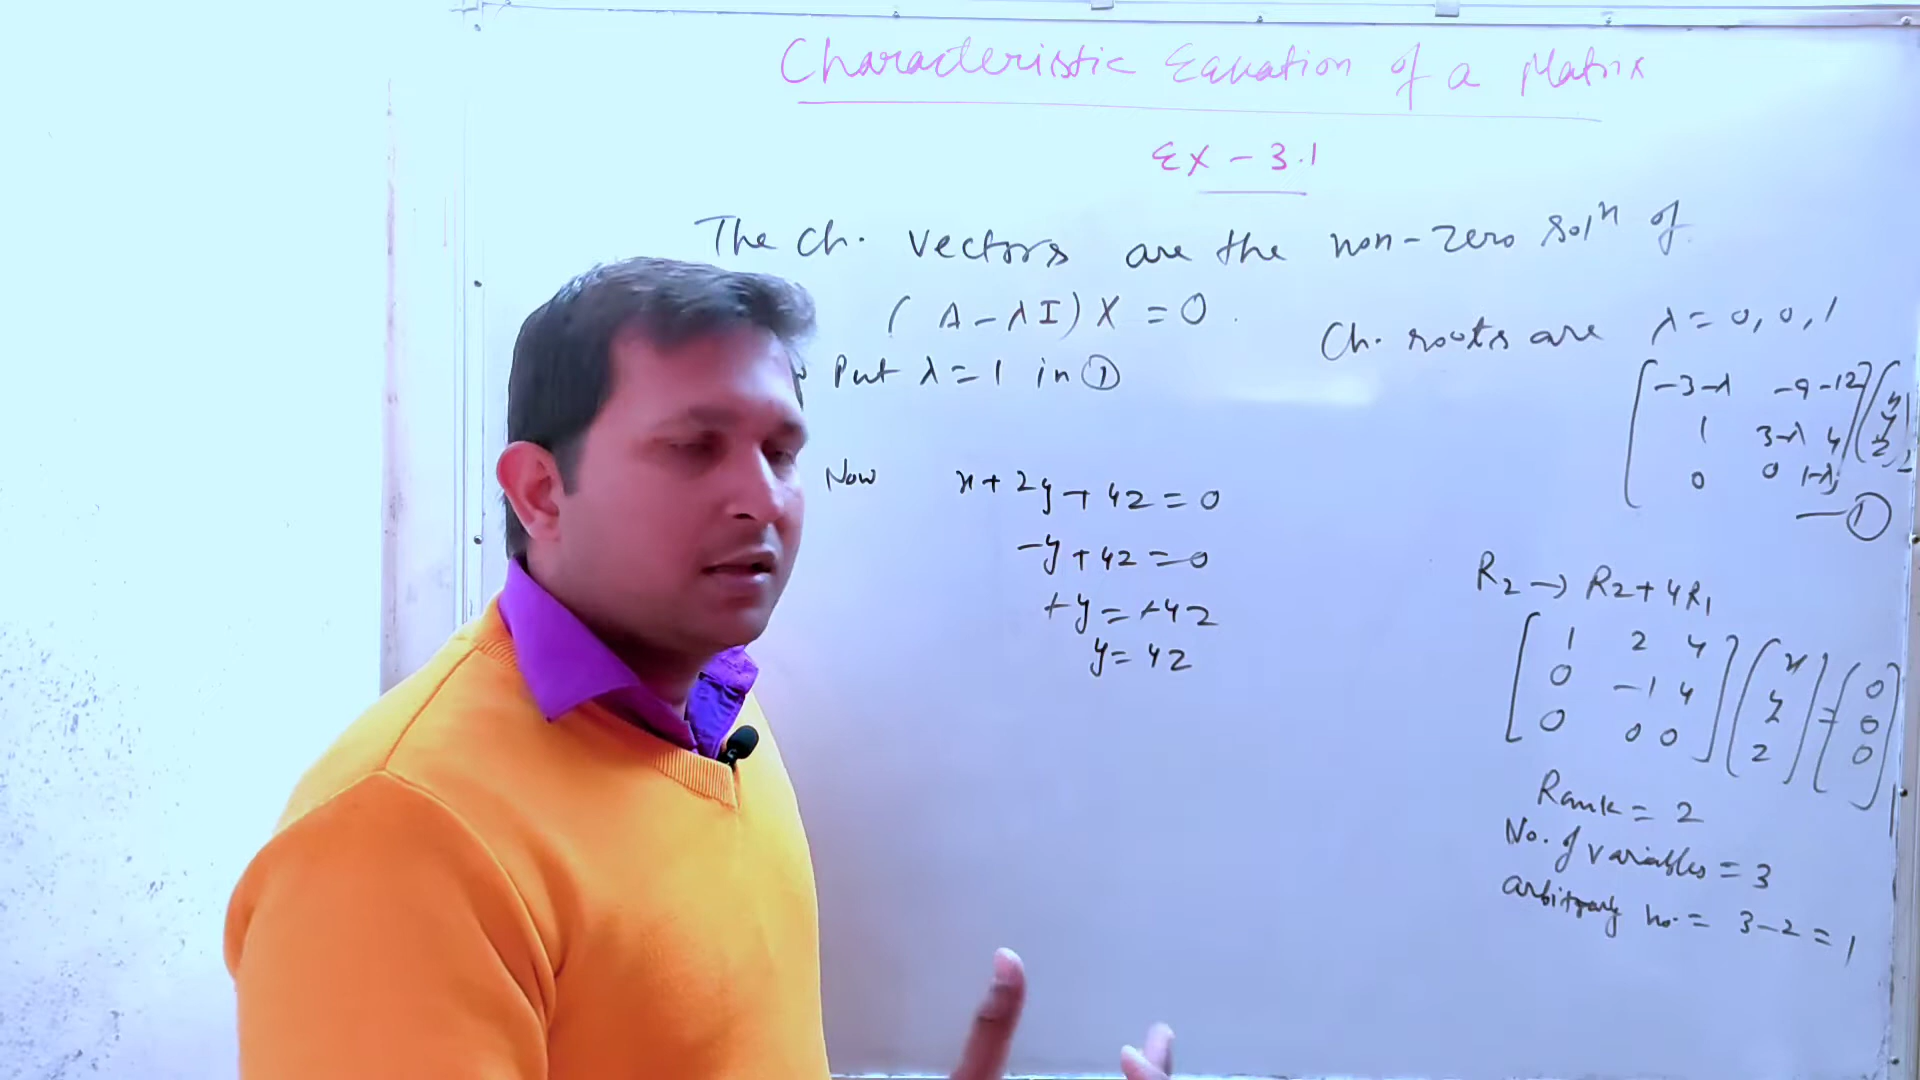 Characteristic Equation of a Matrix
Ex - 3.1
The ch. vectors are the non-zero solⁿ of
(A-λI)X = 0.
Ch. roots are λ = 0, 0, 1
Put λ = 1 in ①
-3-λ -9 -12 x
1 3-λ 4 y
0 0 1-λ z
— ①
Now x + 2y + 4z = 0
-y + 4z = 0
+y = +4z
y = 4z
R₂ → R₂ + 4R₁
1 2 4 x 0
0 -1 4 y = 0
0 0 0 z 0
Rank = 2
No. of variables = 3
arbitrary no. = 3-2 = 1